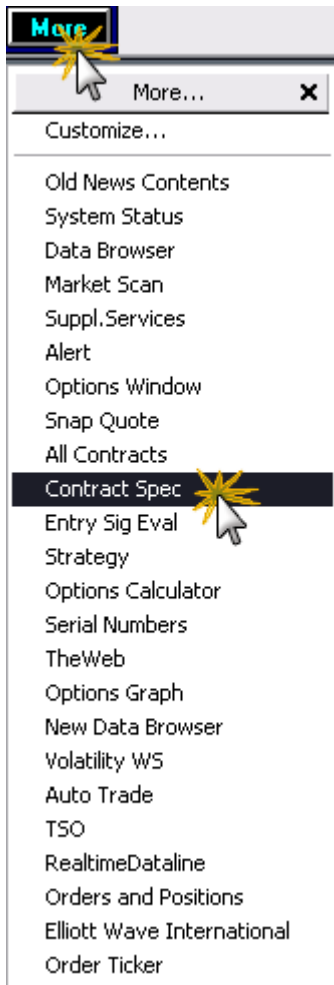 More
More...
Customize...
Old News Contents
System Status
Data Browser
Market Scan
Suppl.Services
Alert
Options Window
Snap Quote
All Contracts
Contract Spec
Entry Sig Eval
Strategy
Options Calculator
Serial Numbers
TheWeb
Options Graph
New Data Browser
Volatility WS
Auto Trade
TSO
RealtimeDataline
Orders and Positions
Elliott Wave International
Order Ticker